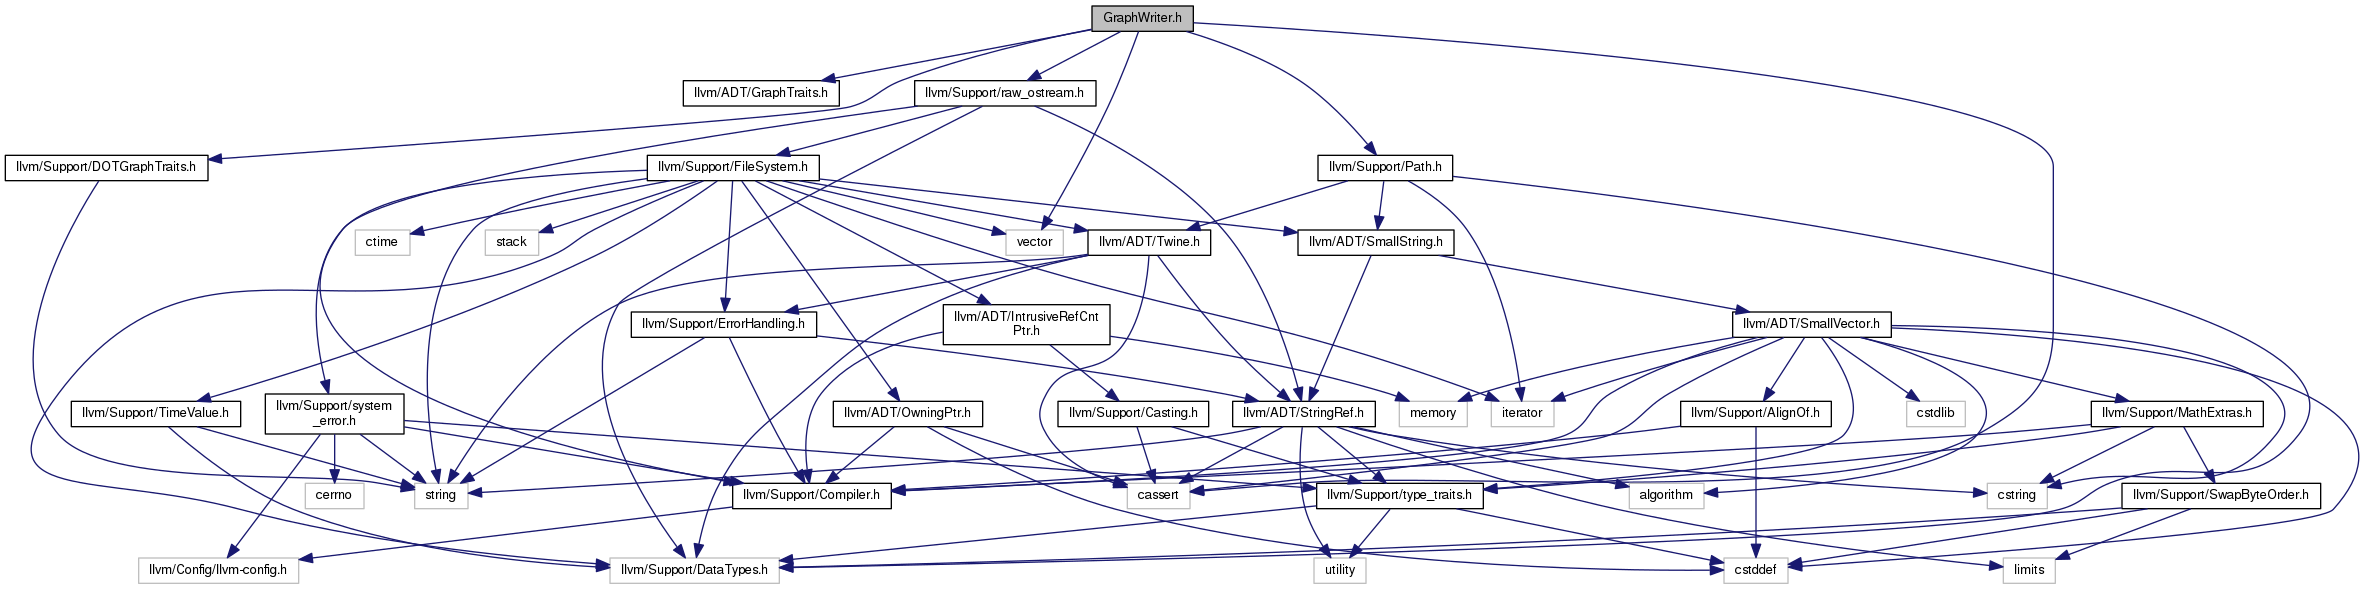 GraphWriter.h
llvm/ADT/GraphTraits.h
llvm/Support/raw_ostream.h
llvm/Support/DOTGraphTraits.h
llvm/Support/FileSystem.h
llvm/Support/Path.h
ctime
stack
vector
llvm/ADT/Twine.h
llvm/ADT/SmallString.h
llvm/Support/ErrorHandling.h
llvm/ADT/IntrusiveRefCnt
Ptr.h
llvm/ADT/SmallVector.h
llvm/Support/TimeValue.h
llvm/Support/system
_error.h
llvm/ADT/OwningPtr.h
llvm/Support/Casting.h
llvm/ADT/StringRef.h
memory
iterator
llvm/Support/AlignOf.h
cstdlib
llvm/Support/MathExtras.h
cerrno
string
llvm/Support/Compiler.h
cassert
llvm/Support/type_traits.h
algorithm
cstring
llvm/Support/SwapByteOrder.h
llvm/Config/llvm-config.h
llvm/Support/DataTypes.h
utility
cstddef
limits